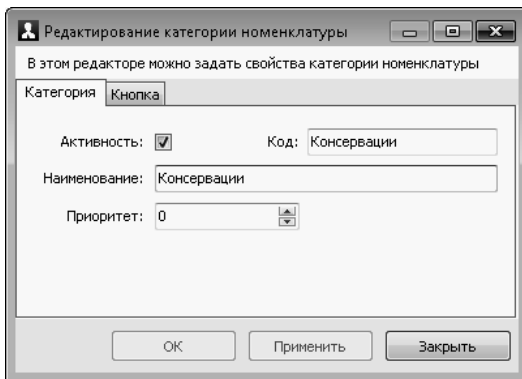 Редактирование категории номенклатуры
В этом редакторе можно задать свойства категории номенклатуры
Категория Кнопка
Активность: Код: Консервации
Наименование: Консервации
Приоритет: 0
ОК Применить Закрыть